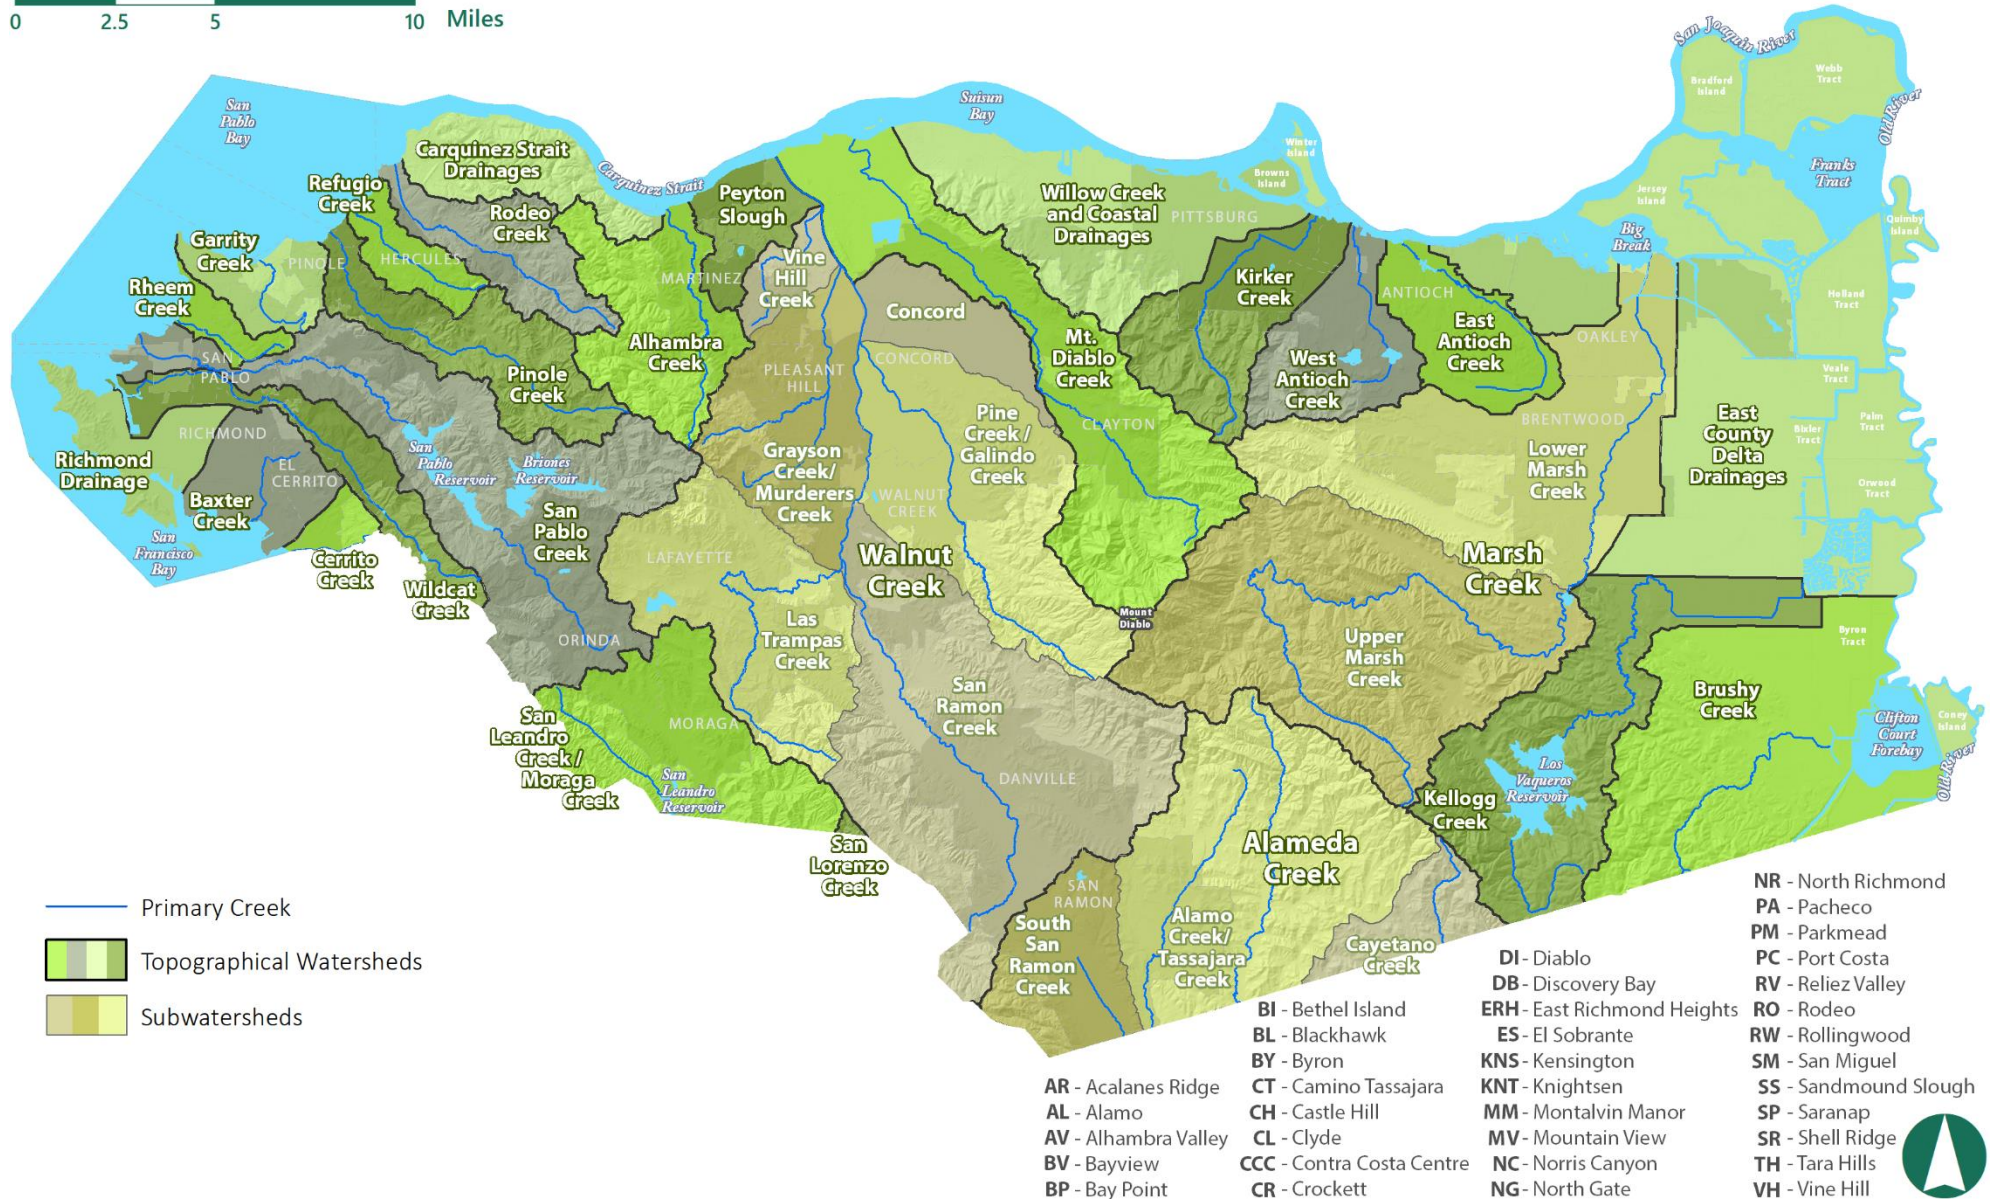 0 2.5 5 10 Miles
San
Pablo
Bay
Carquinez Strait
Drainages
Carquinez Strait
Suisun
Bay
San Joaquin River
Bradford
Island
Webb
Tract
Old River
Franks
Tract
Winter
Island
Browns
Island
Jersey
Island
Quimby
Island
Big
Break
Holland
Tract
Refugio
Creek
Rodeo
Creek
Peyton
Slough
Willow Creek
and Coastal
Drainages
PITTSBURG
Garrity
Creek
PINOLE
HERCULES
MARTINEZ
Vine
Hill
Creek
Kirker
Creek
ANTIOCH
Rheem
Creek
Concord
East
Antioch
Creek
OAKLEY
Alhambra
Creek
Mt.
Diablo
Creek
West
Antioch
Creek
SAN
PABLO
Pinole
Creek
PLEASANT
HILL
CONCORD
Veale
Tract
RICHMOND
Pine
Creek /
Galindo
Creek
CLAYTON
BRENTWOOD
East
County
Delta
Drainages
Bixler
Tract
Palm
Tract
Orwood
Tract
Richmond
Drainage
EL
CERRITO
San
Pablo
Reservoir
Briones
Reservoir
Grayson
Creek/
Murderers
Creek
Lower
Marsh
Creek
Baxter
Creek
San
Pablo
Creek
WALNUT
CREEK
San
Francisco
Bay
Cerrito
Creek
Wildcat
Creek
LAFAYETTE
Walnut
Creek
Marsh
Creek
Mount
Diablo
ORINDA
Las
Trampas
Creek
Upper
Marsh
Creek
Byron
Tract
San
Leandro
Creek /
Moraga
Creek
MORAGA
San
Ramon
Creek
Brushy
Creek
Clifton
Court
Forebay
Coney
Island
Old River
San
Leandro
Reservoir
DANVILLE
Los
Vaqueros
Reservoir
Kellogg
Creek
San
Lorenzo
Creek
Alameda
Creek
SAN
RAMON
South
San
Ramon
Creek
Alamo
Creek/
Tassajara
Creek
Cayetano
Creek
Primary Creek
Topographical Watersheds
Subwatersheds
AR - Acalanes Ridge
AL - Alamo
AV - Alhambra Valley
BV - Bayview
BP - Bay Point
BI - Bethel Island
BL - Blackhawk
BY - Byron
CT - Camino Tassajara
CH - Castle Hill
CL - Clyde
CCC - Contra Costa Centre
CR - Crockett
DI - Diablo
DB - Discovery Bay
ERH - East Richmond Heights
ES - El Sobrante
KNS - Kensington
KNT - Knightsen
MM - Montalvin Manor
MV - Mountain View
NC - Norris Canyon
NG - North Gate
NR - North Richmond
PA - Pacheco
PM - Parkmead
PC - Port Costa
RV - Reliez Valley
RO - Rodeo
RW - Rollingwood
SM - San Miguel
SS - Sandmound Slough
SP - Saranap
SR - Shell Ridge
TH - Tara Hills
VH - Vine Hill